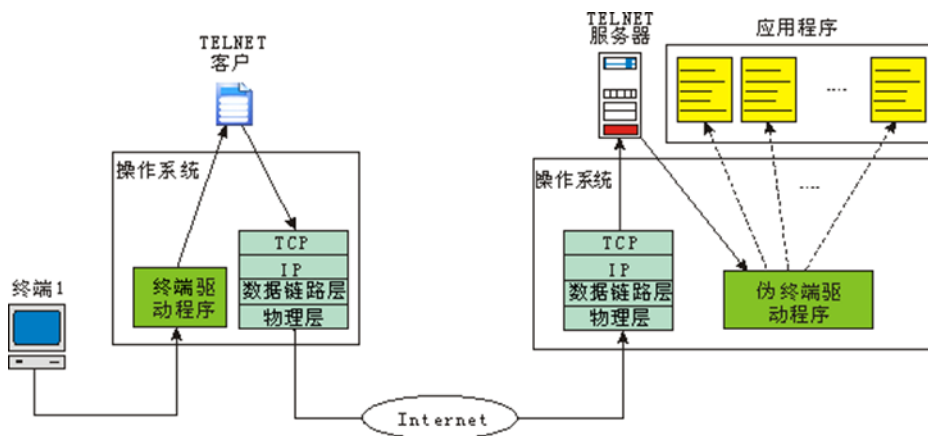 TELNET
客户
操作系统
TCP
IP
数据链路层
物理层
终端驱
动程序
终端1
Internet
TELNET
服务器
应用程序
....
操作系统
....
TCP
IP
数据链路层
物理层
伪终端驱
动程序